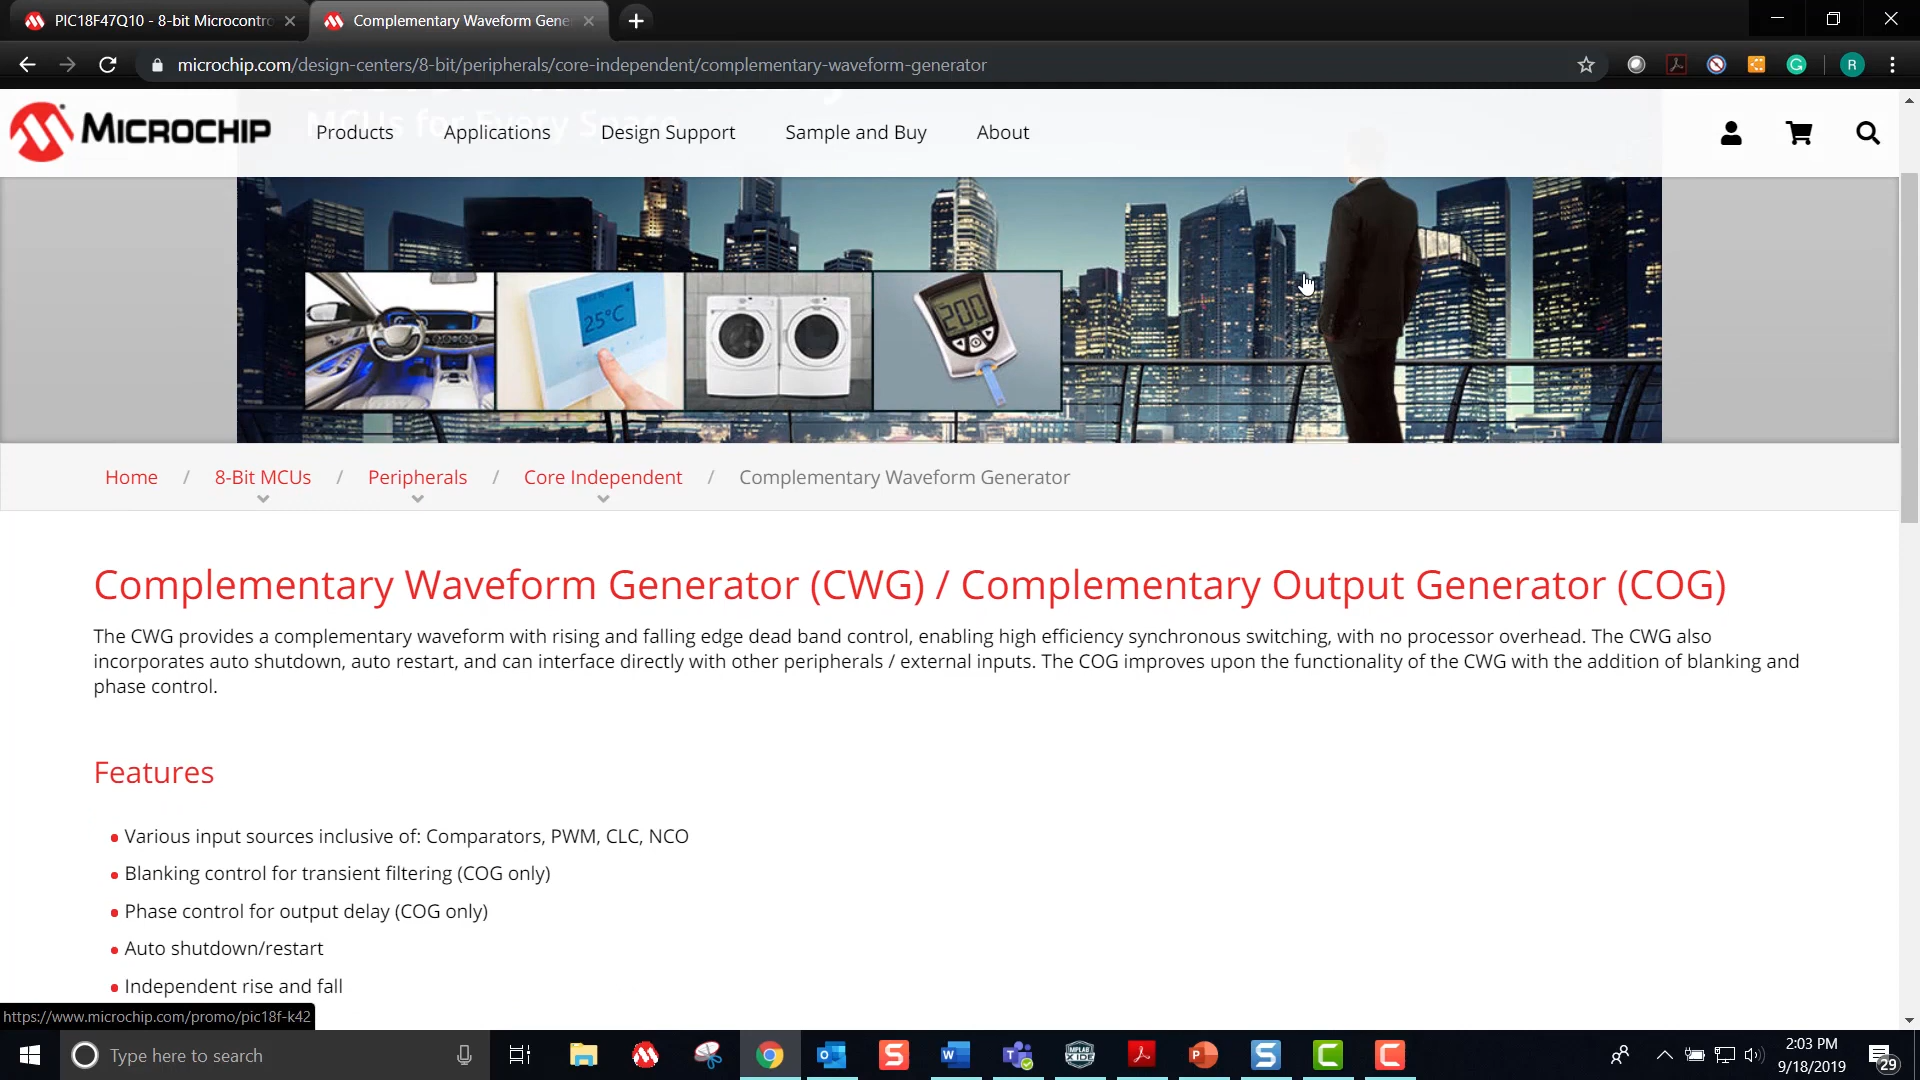 PIC18F47Q10 - 8-bit Microcontro
Complementary Waveform Gene
microchip.com/design-centers/8-bit/peripherals/core-independent/complementary-waveform-generator
R
MCUs for Every Space
MICROCHIP
Products
Applications
Design Support
Sample and Buy
About
25°C
200
Home / 8-Bit MCUs / Peripherals / Core Independent / Complementary Waveform Generator
Complementary Waveform Generator (CWG) / Complementary Output Generator (COG)
The CWG provides a complementary waveform with rising and falling edge dead band control, enabling high efficiency synchronous switching, with no processor overhead. The CWG also
incorporates auto shutdown, auto restart, and can interface directly with other peripherals / external inputs. The COG improves upon the functionality of the CWG with the addition of blanking and
phase control.
Features
Various input sources inclusive of: Comparators, PWM, CLC, NCO
Blanking control for transient filtering (COG only)
Phase control for output delay (COG only)
Auto shutdown/restart
Independent rise and fall
https://www.microchip.com/promo/pic18f-k42
Type here to search
MPLAB
X IDE
2:03 PM
9/18/2019
29